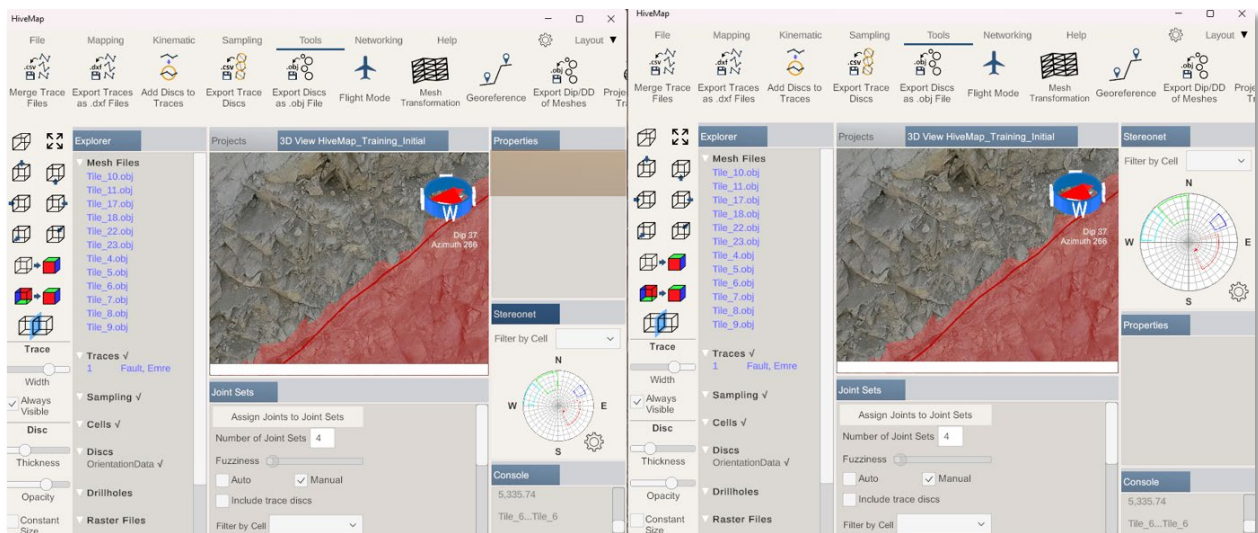 HiveMap
File Mapping Kinematic Sampling Tools Networking Help Layout ▼
.csv .dxf .csv .obj .obj
Merge Trace Files
Export Traces as .dxf Files
Add Discs to Traces
Export Trace Discs
Export Discs as .obj File
Flight Mode
Mesh Transformation
Georeference
Export Dip/DD of Meshes
Explorer
Mesh Files
Tile_10.obj
Tile_11.obj
Tile_17.obj
Tile_18.obj
Tile_22.obj
Tile_23.obj
Tile_4.obj
Tile_5.obj
Tile_6.obj
Tile_7.obj
Tile_8.obj
Tile_9.obj
Traces √
1 Fault, Emre
Sampling √
Cells √
Discs
OrientationData √
Drillholes
Raster Files
Trace
Width
Always Visible
Disc
Thickness
Opacity
Constant Size
Projects 3D View HiveMap_Training_Initial
W
Dip 37
Azimuth 266
Joint Sets
Assign Joints to Joint Sets
Number of Joint Sets 4
Fuzziness
Auto Manual
Include trace discs
Filter by Cell
Properties
Stereonet
Filter by Cell
N
W E
S
Console
5,335.74
Tile_6...Tile_6
HiveMap
File Mapping Kinematic Sampling Tools Networking Help Layout ▼
.csv .dxf .csv .obj .obj
Merge Trace Files
Export Traces as .dxf Files
Add Discs to Traces
Export Trace Discs
Export Discs as .obj File
Flight Mode
Mesh Transformation
Georeference
Export Dip/DD of Meshes
Explorer
Mesh Files
Tile_10.obj
Tile_11.obj
Tile_17.obj
Tile_18.obj
Tile_22.obj
Tile_23.obj
Tile_4.obj
Tile_5.obj
Tile_6.obj
Tile_7.obj
Tile_8.obj
Tile_9.obj
Traces √
1 Fault, Emre
Sampling √
Cells √
Discs
OrientationData √
Drillholes
Raster Files
Trace
Width
Always Visible
Disc
Thickness
Opacity
Constant Size
Projects 3D View HiveMap_Training_Initial
W
Dip 37
Azimuth 266
Joint Sets
Assign Joints to Joint Sets
Number of Joint Sets 4
Fuzziness
Auto Manual
Include trace discs
Filter by Cell
Stereonet
Filter by Cell
N
W E
S
Properties
Console
5,335.74
Tile_6...Tile_6